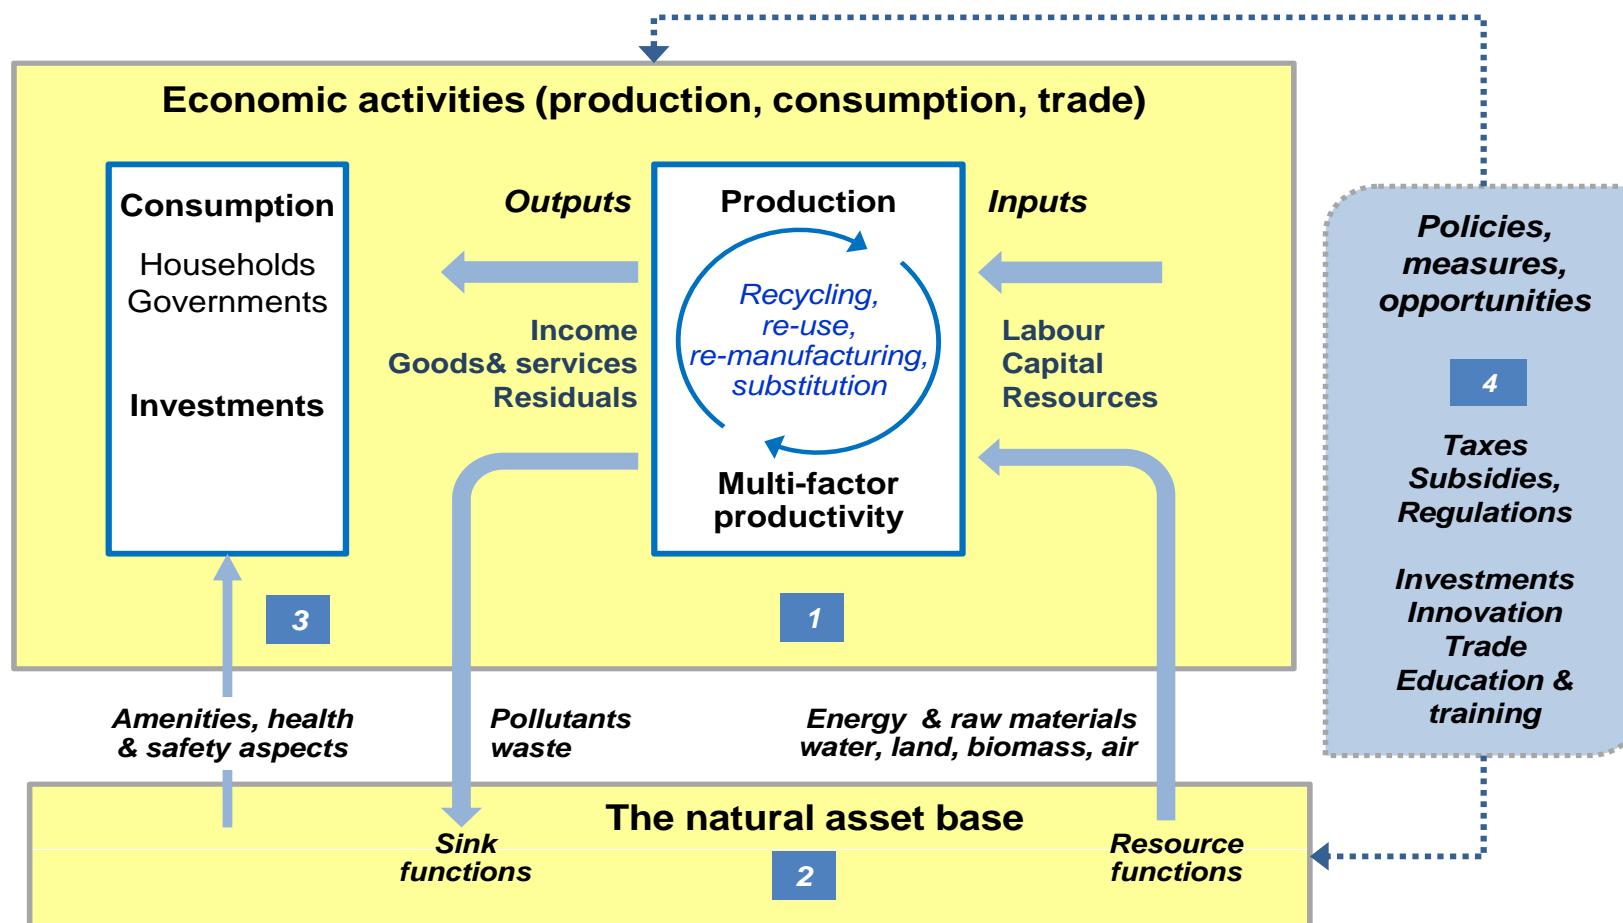 Economic activities (production, consumption, trade)
Consumption
Households
Governments
Investments
Outputs
Income
Goods& services
Residuals
Production
Recycling,
re-use,
re-manufacturing,
substitution
Multi-factor
productivity
Inputs
Labour
Capital
Resources
3
1
Policies,
measures,
opportunities
4
Taxes
Subsidies,
Regulations
Investments
Innovation
Trade
Education &
training
Amenities, health
& safety aspects
Pollutants
waste
Energy & raw materials
water, land, biomass, air
The natural asset base
Sink
functions
2
Resource
functions